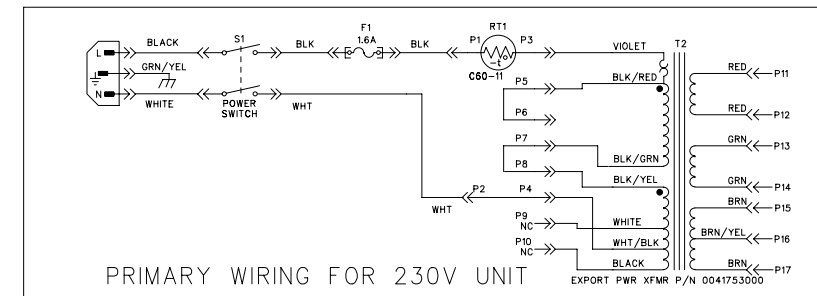 L
BLACK
S1
BLK
F1
1.6A
BLK
RT1
P1
P3
-t
C60-11
VIOLET
T2
GRN/YEL
N
WHITE
POWER
SWITCH
WHT
P5
BLK/RED
P6
P7
BLK/GRN
P8
BLK/YEL
WHT
P2
P4
P9
NC
WHITE
P10
NC
WHT/BLK
BLACK
RED
P11
RED
P12
GRN
P13
GRN
P14
BRN
P15
BRN/YEL
P16
BRN
P17
PRIMARY WIRING FOR 230V UNIT
EXPORT PWR XFMR P/N 0041753000